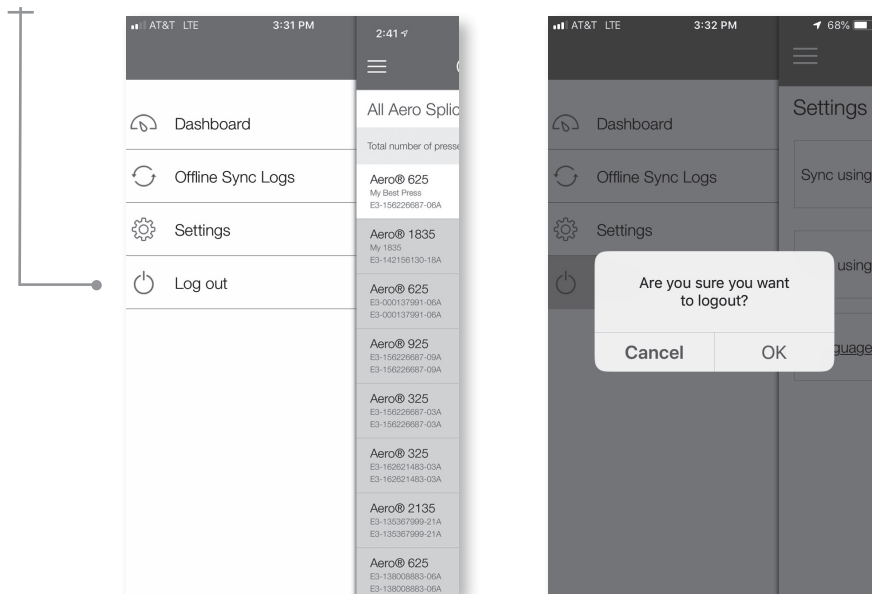 AT&T LTE
3:31 PM
Dashboard
Offline Sync Logs
Settings
Log out
2:41
All Aero Splic
Total number of presse
Aero® 625
My Best Press
E3-156226687-06A
Aero® 1835
My 1835
E3-142156130-18A
Aero® 625
E3-000137991-06A
E3-000137991-06A
Aero® 925
E3-156226687-09A
E3-156226687-09A
Aero® 325
E3-156226687-03A
E3-156226687-03A
Aero® 325
E3-162621483-03A
E3-162621483-03A
Aero® 2135
E3-135367999-21A
E3-135367999-21A
Aero® 625
E3-138008883-06A
E3-138008883-06A
AT&T LTE
3:32 PM
68%
Dashboard
Offline Sync Logs
Settings
Settings
Sync using
using
guage
Are you sure you want
to logout?
Cancel
OK